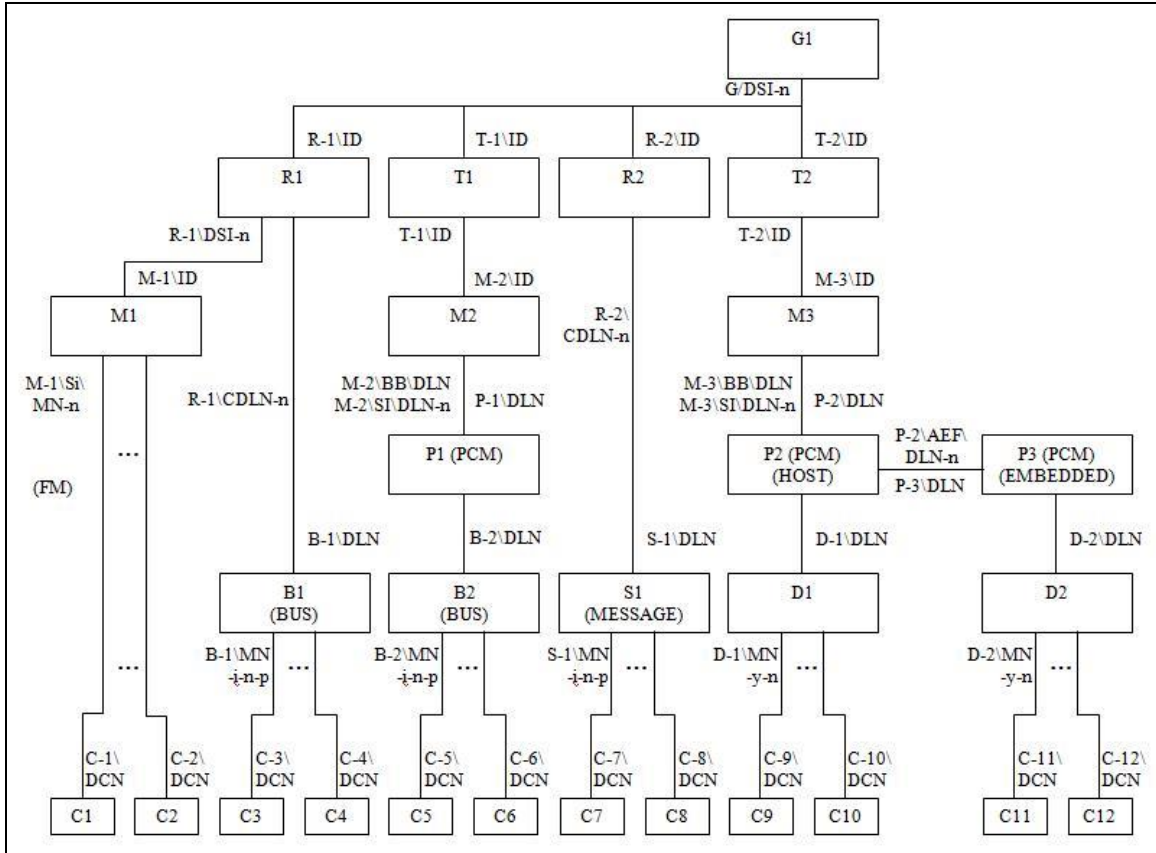 G1
G/DSI-n
R-1\ID
T-1\ID
R-2\ID
T-2\ID
R1
T1
R2
T2
R-1\DSI-n
T-1\ID
T-2\ID
M-1\ID
M-2\ID
M-3\ID
M1
M2
R-2\
CDLN-n
M3
M-1\Si\
MN-n
R-1\CDLN-n
M-2\BB\DLN
M-2\SI\DLN-n
P-1\DLN
M-3\BB\DLN
M-3\SI\DLN-n
P-2\DLN
...
(FM)
P1 (PCM)
P2 (PCM)
(HOST)
P-2\AEF\
DLN-n
P-3\DLN
P3 (PCM)
(EMBEDDED)
B-1\DLN
B-2\DLN
S-1\DLN
D-1\DLN
D-2\DLN
B1
(BUS)
B2
(BUS)
S1
(MESSAGE)
D1
D2
...
B-1\MN
-i-n-p
...
B-2\MN
-i-n-p
...
S-1\MN
-i-n-p
...
D-1\MN
-y-n
...
D-2\MN
-y-n
...
C-1\
DCN
C-2\
DCN
C-3\
DCN
C-4\
DCN
C-5\
DCN
C-6\
DCN
C-7\
DCN
C-8\
DCN
C-9\
DCN
C-10\
DCN
C-11\
DCN
C-12\
DCN
C1
C2
C3
C4
C5
C6
C7
C8
C9
C10
C11
C12